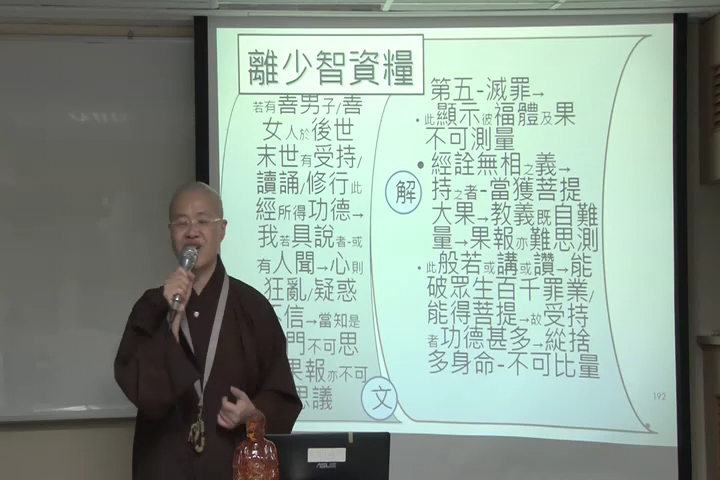 離少智資糧
若有善男子/善
女人於後世
末世有受持/
讀誦/修行此
經所得功德→
我若具說者-或
有人聞→心則
狂亂/疑惑
不信→當知是
門不可思
果報亦不可
思議
文
第五-滅罪→
•此顯示彼福體及果
不可測量
•經詮無相之義→
持之者-當獲菩提
大果→教義既自難
量→果報亦難思測
•此般若或講或讚→能
破眾生百千罪業/
能得菩提→故受持
者功德甚多→縱捨
多身命-不可比量
解
192
ASUS